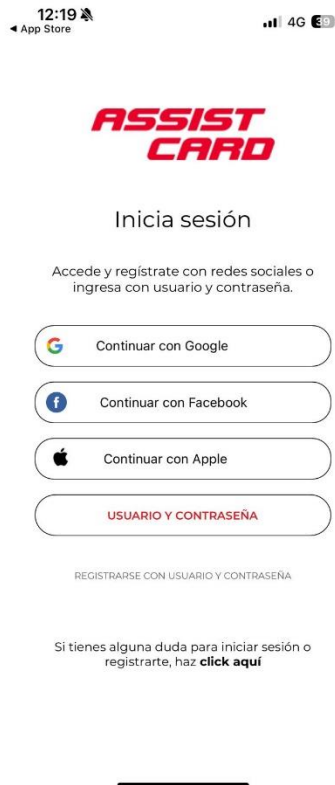 12:19
4G 39
◀ App Store
ASSIST
CARD
Inicia sesión
Accede y regístrate con redes sociales o
ingresa con usuario y contraseña.
Continuar con Google
Continuar con Facebook
Continuar con Apple
USUARIO Y CONTRASEÑA
REGISTRARSE CON USUARIO Y CONTRASEÑA
Si tienes alguna duda para iniciar sesión o
registrarte, haz click aquí